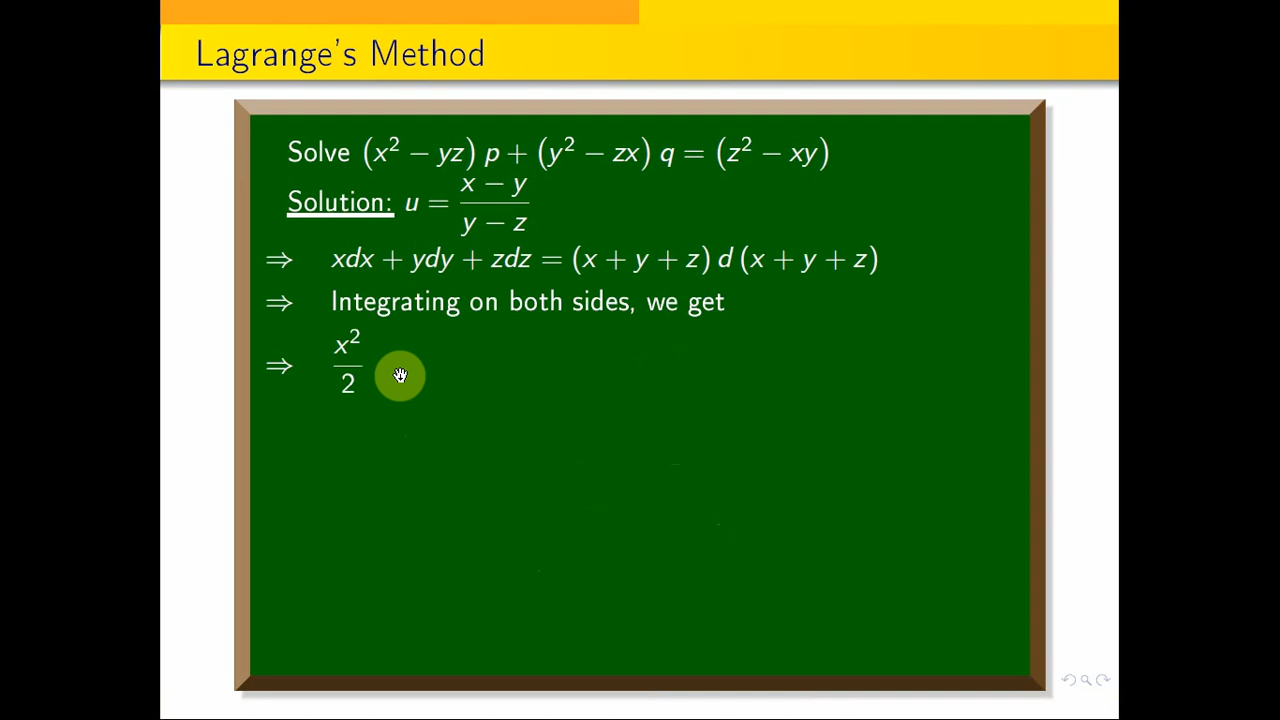 Lagrange's Method
Solve (x² − yz) p + (y² − zx) q = (z² − xy)
Solution: u = (x − y)/(y − z)
⇒ xdx + ydy + zdz = (x + y + z) d (x + y + z)
⇒ Integrating on both sides, we get
⇒ x²/2